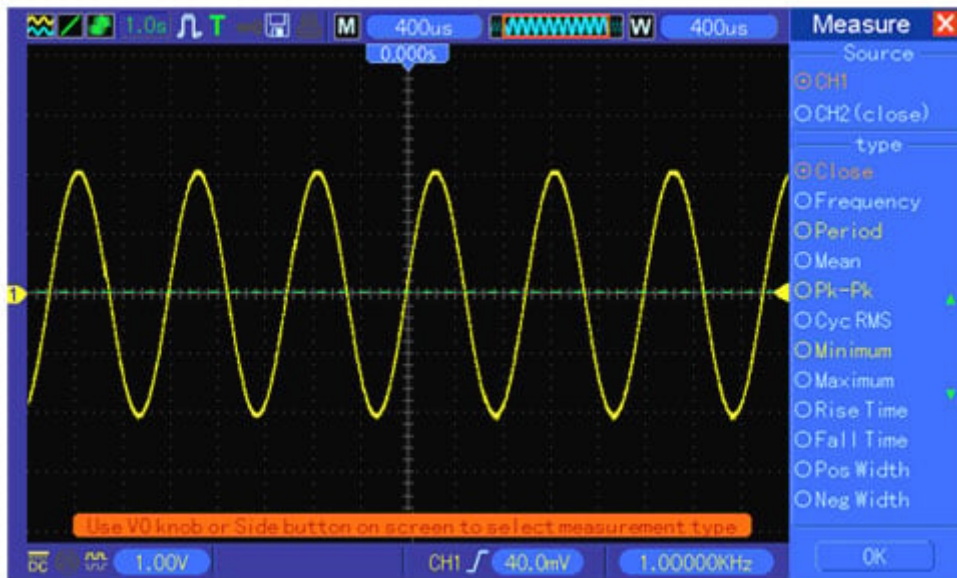 1.0s T M 400us W 400us
0.000s
Measure
Source
CH1
CH2(close)
type
Close
Frequency
Period
Mean
Pk-Pk
Cyc RMS
Minimum
Maximum
Rise Time
Fall Time
Pos Width
Neg Width
OK
1
Use V0 knob or Side button on screen to select measurement type
DC 1.00V CH1 40.0mV 1.00000KHz